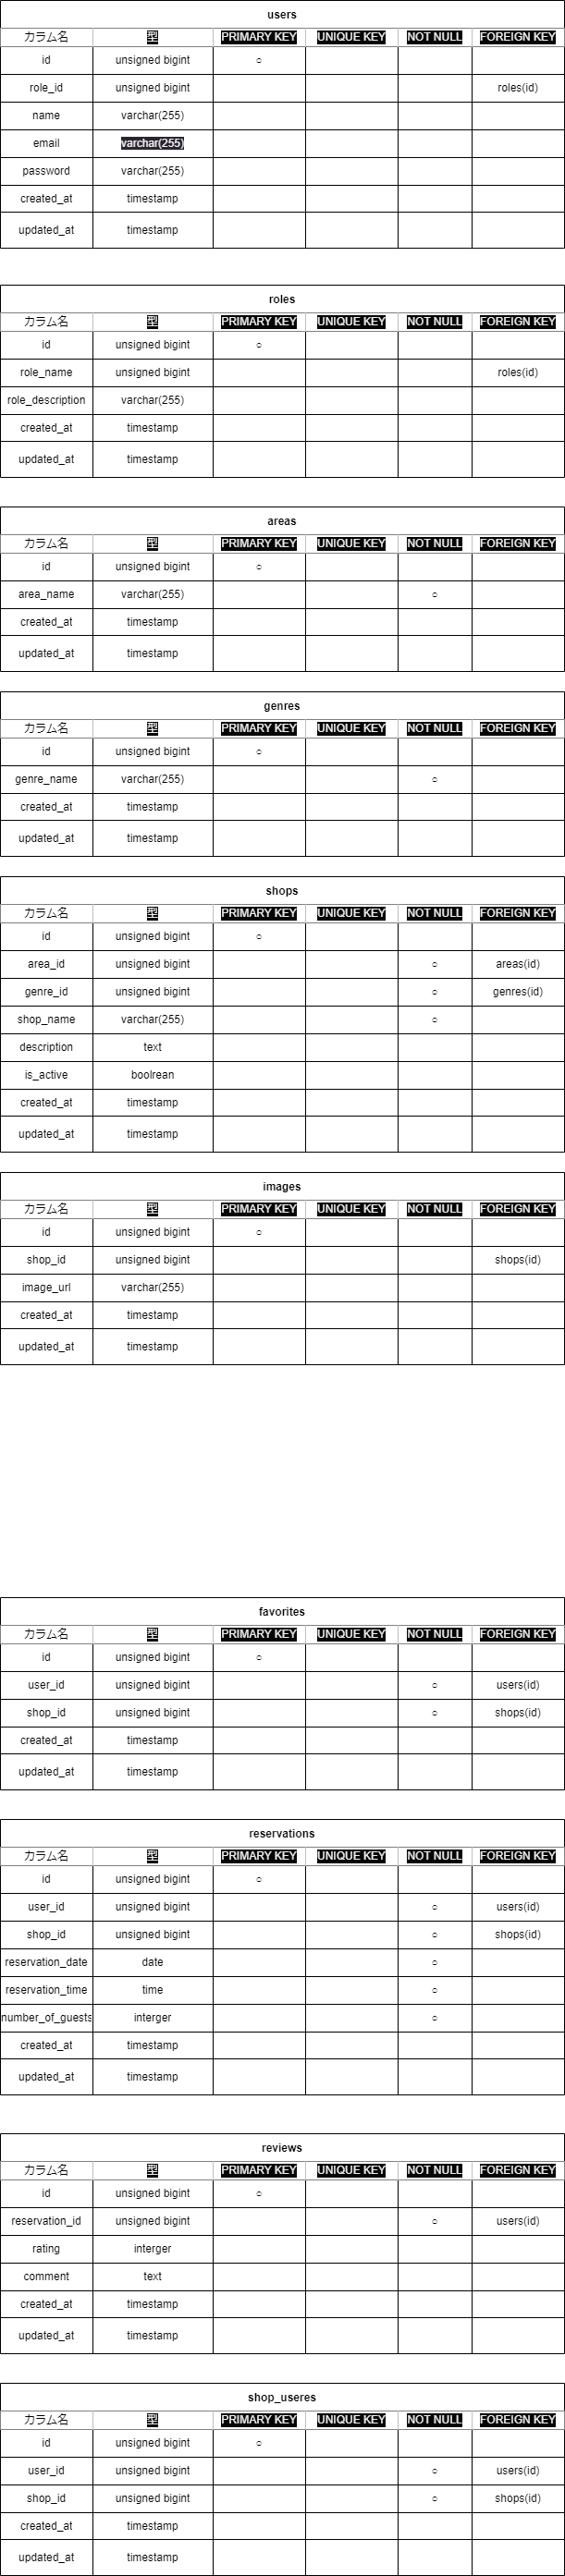 users
カラム名 型 PRIMARY KEY UNIQUE KEY NOT NULL FOREIGN KEY
id unsigned bigint ○
role_id unsigned bigint roles(id)
name varchar(255)
email varchar(255)
password varchar(255)
created_at timestamp
updated_at timestamp
roles
カラム名 型 PRIMARY KEY UNIQUE KEY NOT NULL FOREIGN KEY
id unsigned bigint ○
role_name unsigned bigint roles(id)
role_description varchar(255)
created_at timestamp
updated_at timestamp
areas
カラム名 型 PRIMARY KEY UNIQUE KEY NOT NULL FOREIGN KEY
id unsigned bigint ○
area_name varchar(255) ○
created_at timestamp
updated_at timestamp
genres
カラム名 型 PRIMARY KEY UNIQUE KEY NOT NULL FOREIGN KEY
id unsigned bigint ○
genre_name varchar(255) ○
created_at timestamp
updated_at timestamp
shops
カラム名 型 PRIMARY KEY UNIQUE KEY NOT NULL FOREIGN KEY
id unsigned bigint ○
area_id unsigned bigint ○ areas(id)
genre_id unsigned bigint ○ genres(id)
shop_name varchar(255) ○
description text
is_active boolrean
created_at timestamp
updated_at timestamp
images
カラム名 型 PRIMARY KEY UNIQUE KEY NOT NULL FOREIGN KEY
id unsigned bigint ○
shop_id unsigned bigint shops(id)
image_url varchar(255)
created_at timestamp
updated_at timestamp
favorites
カラム名 型 PRIMARY KEY UNIQUE KEY NOT NULL FOREIGN KEY
id unsigned bigint ○
user_id unsigned bigint ○ users(id)
shop_id unsigned bigint ○ shops(id)
created_at timestamp
updated_at timestamp
reservations
カラム名 型 PRIMARY KEY UNIQUE KEY NOT NULL FOREIGN KEY
id unsigned bigint ○
user_id unsigned bigint ○ users(id)
shop_id unsigned bigint ○ shops(id)
reservation_date date ○
reservation_time time ○
number_of_guests interger ○
created_at timestamp
updated_at timestamp
reviews
カラム名 型 PRIMARY KEY UNIQUE KEY NOT NULL FOREIGN KEY
id unsigned bigint ○
reservation_id unsigned bigint ○ users(id)
rating interger
comment text
created_at timestamp
updated_at timestamp
shop_useres
カラム名 型 PRIMARY KEY UNIQUE KEY NOT NULL FOREIGN KEY
id unsigned bigint ○
user_id unsigned bigint ○ users(id)
shop_id unsigned bigint ○ shops(id)
created_at timestamp
updated_at timestamp